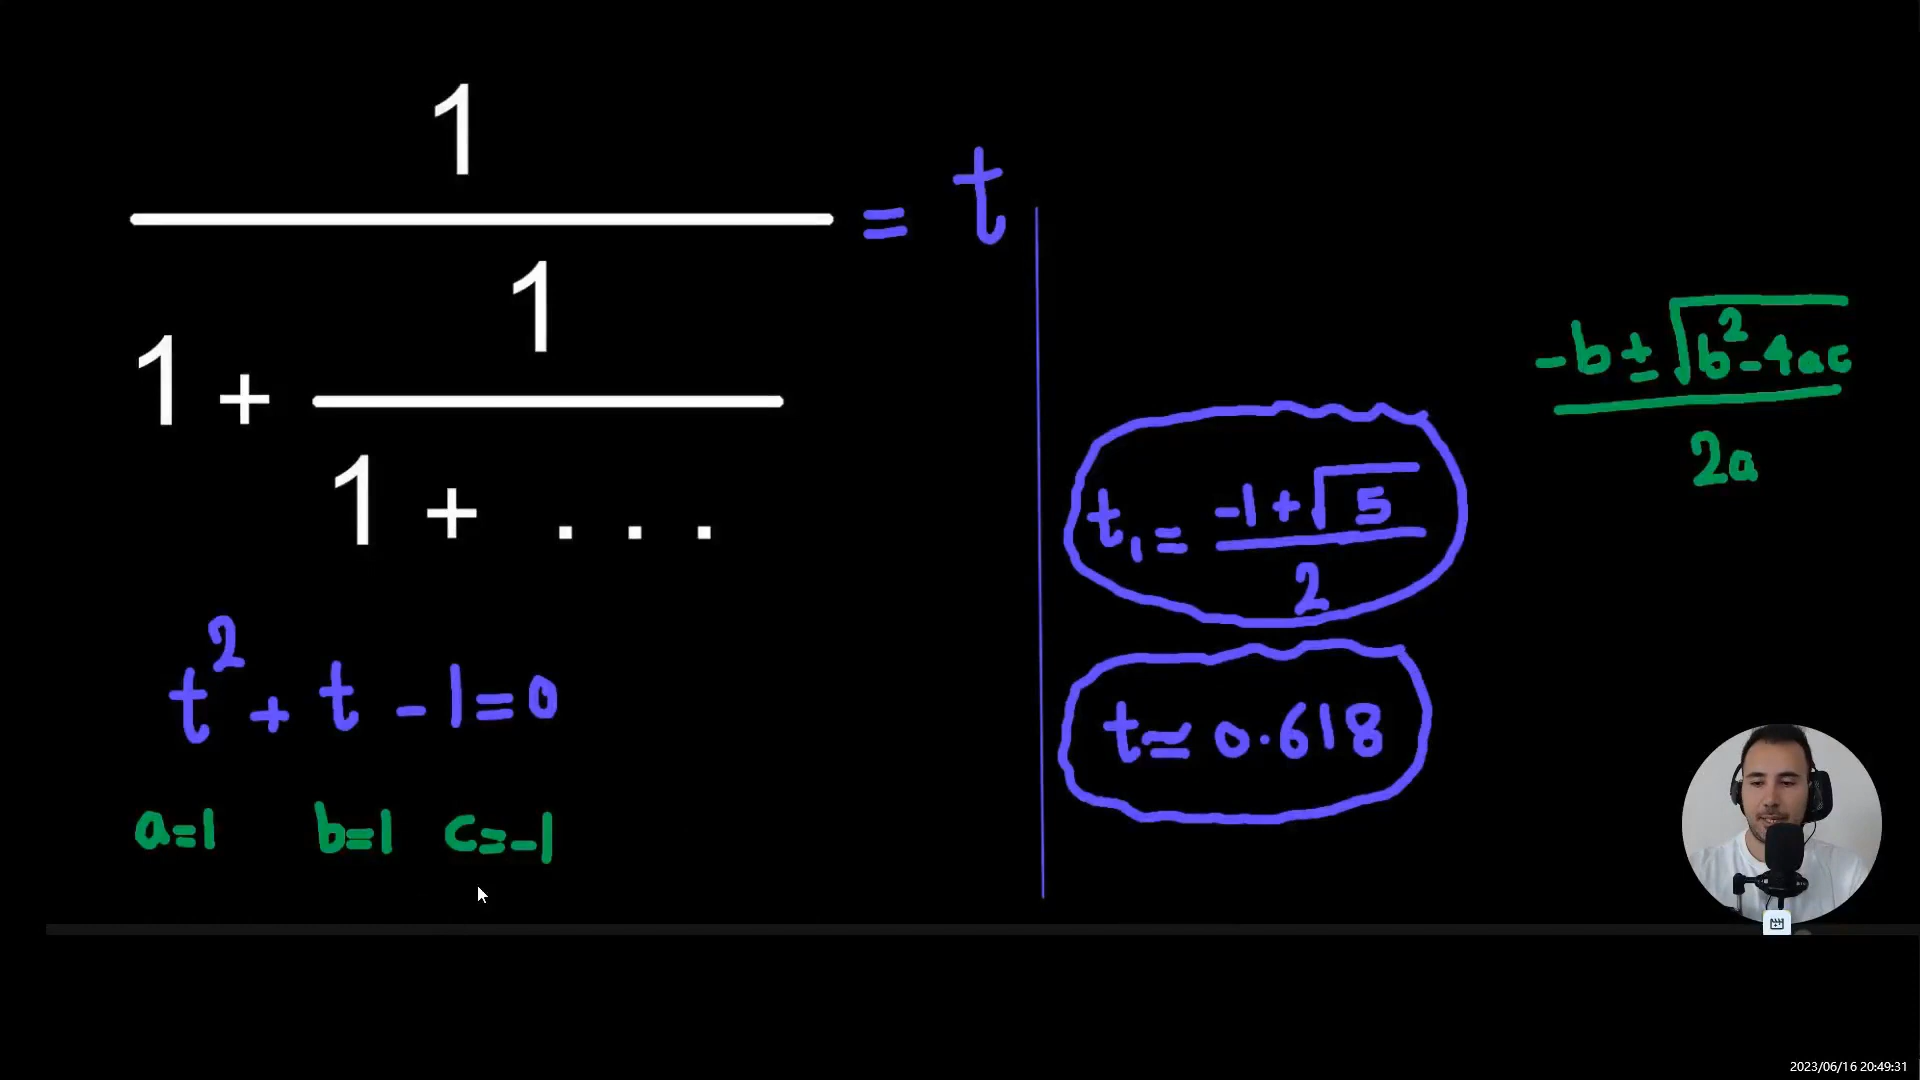 1
= t
1
1 +
1 + . . .
t² + t - 1 = 0
a=1 b=1 c=-1
t₁ = -1+√5
2
t ≃ 0.618
-b ± √b²-4ac
2a
2023/06/16 20:49:31